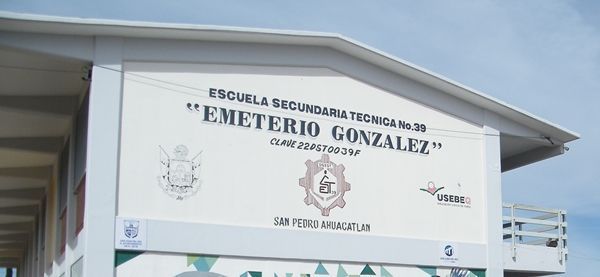 ESCUELA SECUNDARIA TECNICA No.39
"EMETERIO GONZALEZ"
CLAVE 22DST0039F
USEBEQ
SAN PEDRO AHUACATLAN